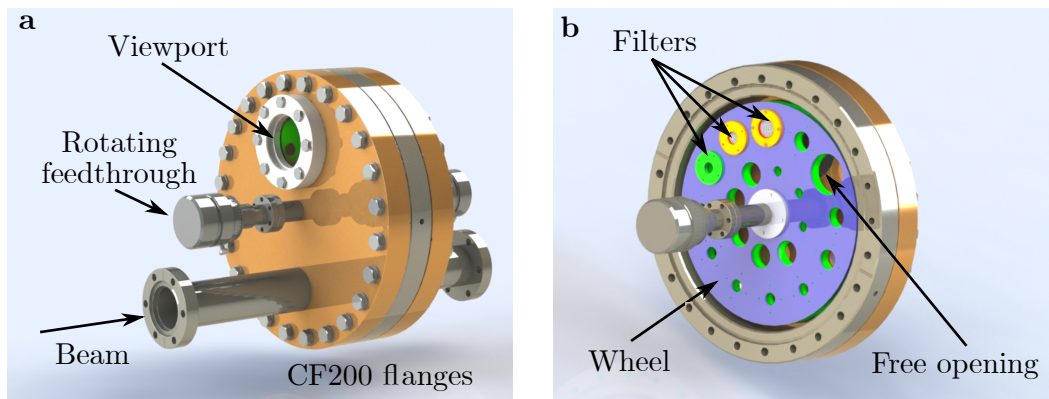 a
Viewport
Rotating
feedthrough
Beam
CF200 flanges
b
Filters
Wheel
Free opening